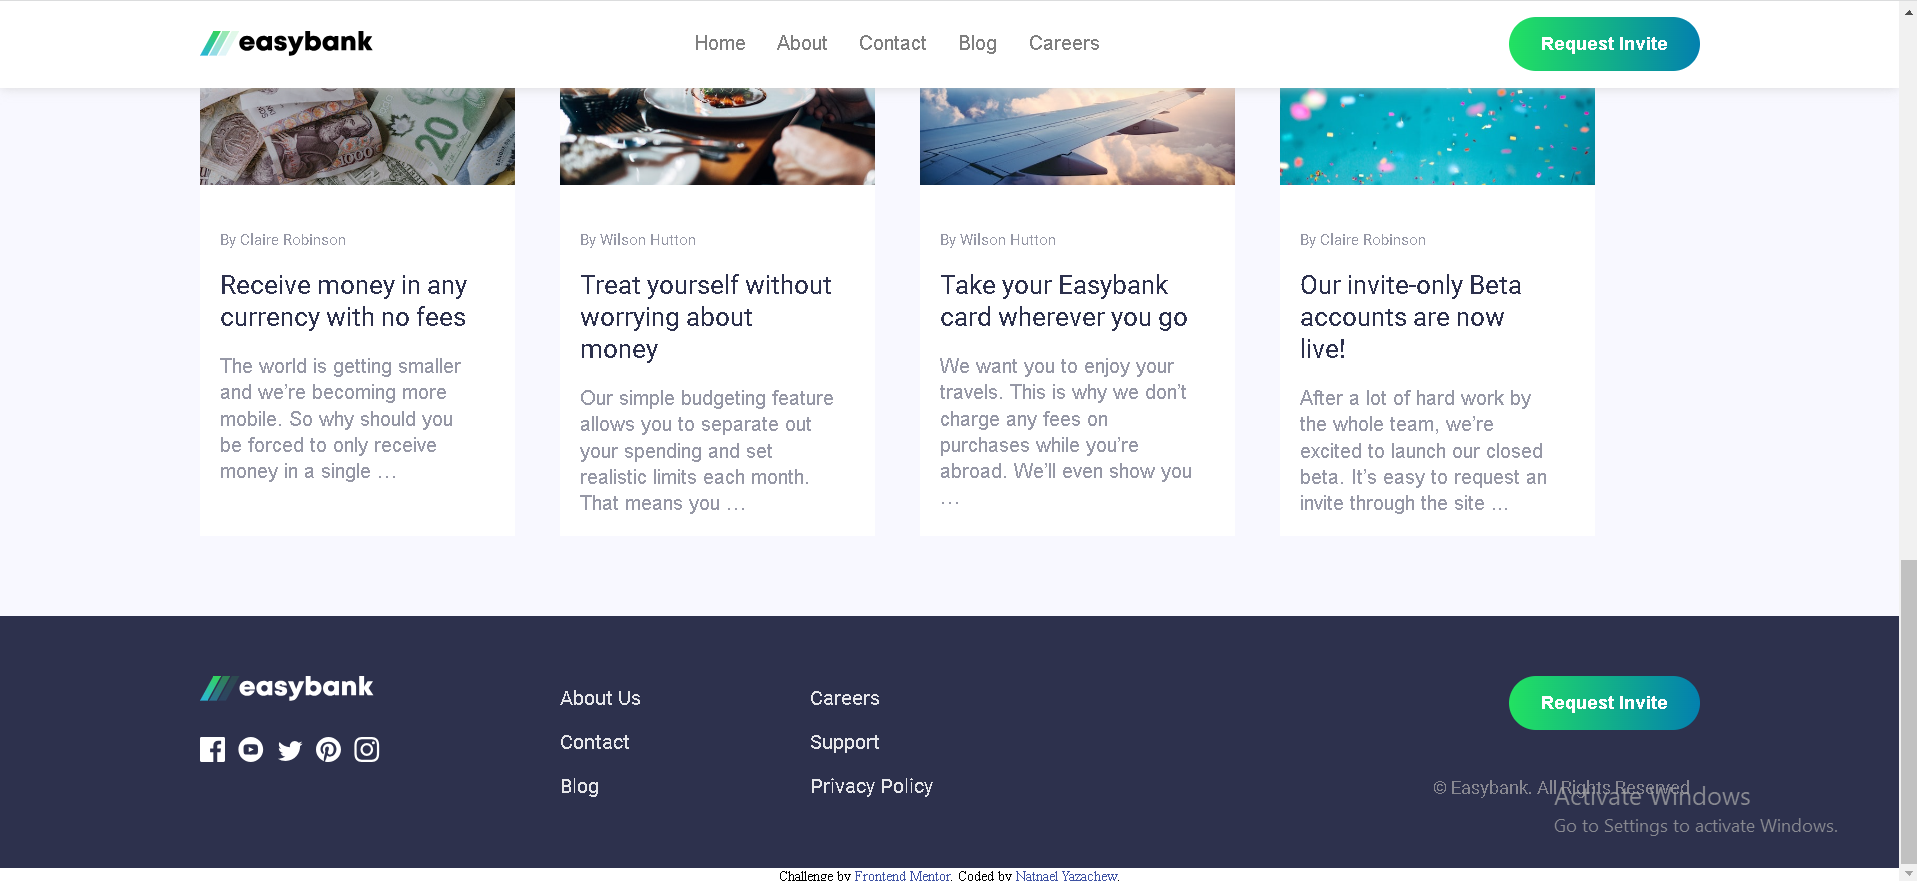 easybank
Home About Contact Blog Careers
Request Invite
1000
20
By Claire Robinson
Receive money in any
currency with no fees
The world is getting smaller
and we’re becoming more
mobile. So why should you
be forced to only receive
money in a single …
By Wilson Hutton
Treat yourself without
worrying about
money
Our simple budgeting feature
allows you to separate out
your spending and set
realistic limits each month.
That means you …
By Wilson Hutton
Take your Easybank
card wherever you go
We want you to enjoy your
travels. This is why we don’t
charge any fees on
purchases while you’re
abroad. We’ll even show you
…
By Claire Robinson
Our invite-only Beta
accounts are now
live!
After a lot of hard work by
the whole team, we’re
excited to launch our closed
beta. It’s easy to request an
invite through the site ...
easybank
About Us
Contact
Blog
Careers
Support
Privacy Policy
Request Invite
© Easybank. All Rights Reserved
Activate Windows
Go to Settings to activate Windows.
Challenge by Frontend Mentor. Coded by Natnael Yazachew.